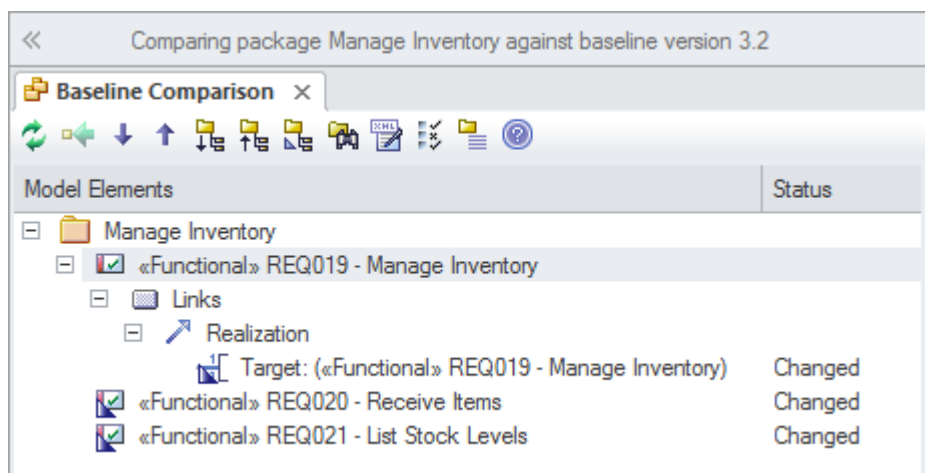 Comparing package Manage Inventory against baseline version 3.2
Baseline Comparison
Model Elements Status
Manage Inventory
«Functional» REQ019 - Manage Inventory
Links
Realization
Target: («Functional» REQ019 - Manage Inventory) Changed
«Functional» REQ020 - Receive Items Changed
«Functional» REQ021 - List Stock Levels Changed